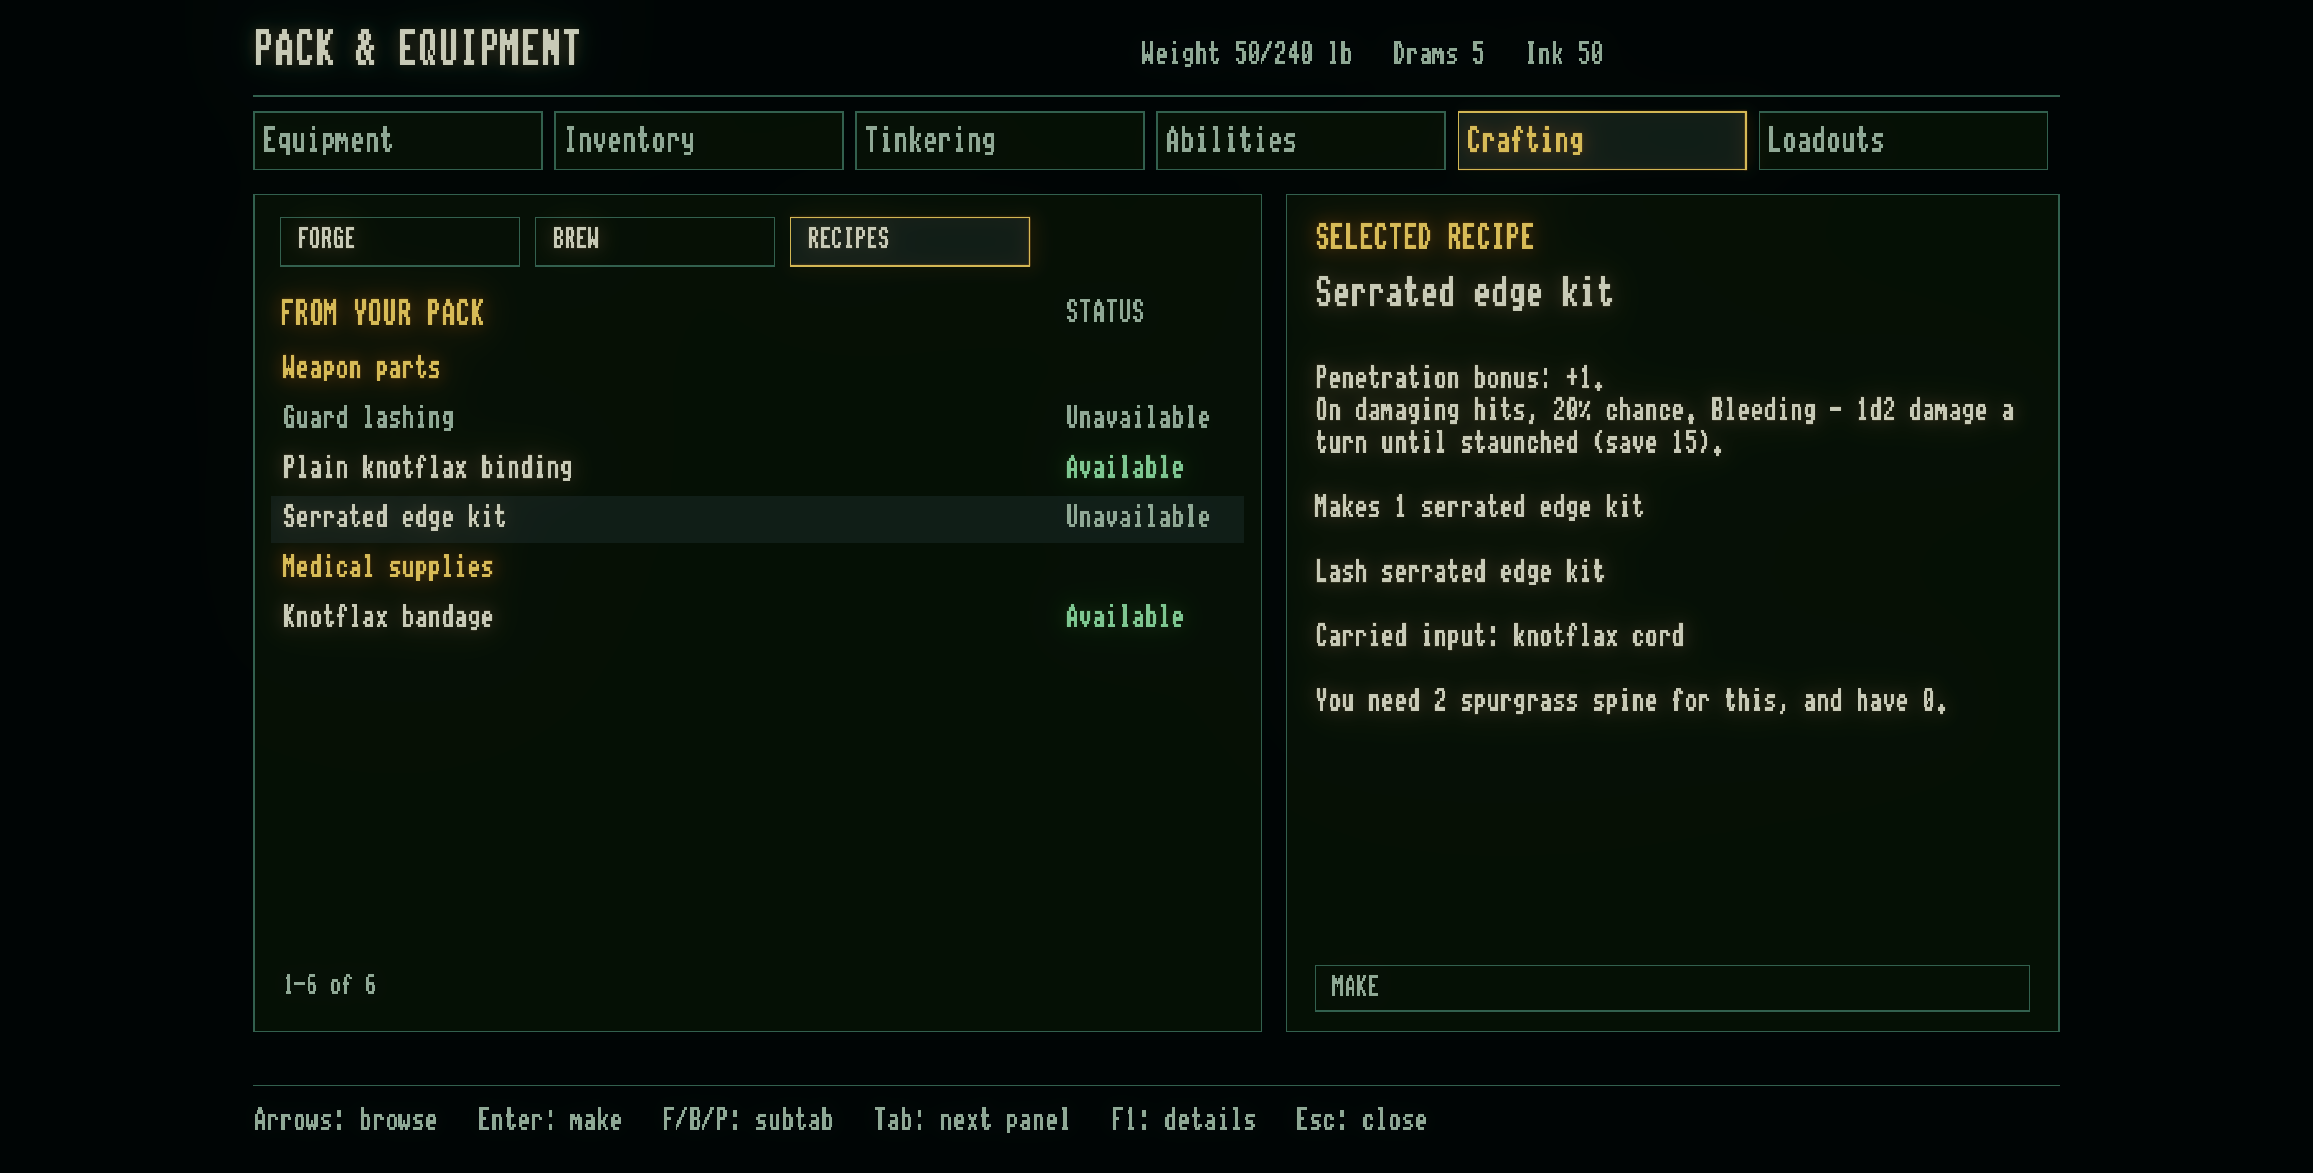 PACK & EQUIPMENT
Weight 50/240 lb Drams 5 Ink 50
Equipment Inventory Tinkering Abilities Crafting Loadouts
FORGE BREW RECIPES
FROM YOUR PACK STATUS
Weapon parts
Guard lashing Unavailable
Plain knotflax binding Available
Serrated edge kit Unavailable
Medical supplies
Knotflax bandage Available
1-6 of 6
SELECTED RECIPE
Serrated edge kit
Penetration bonus: +1.
On damaging hits, 20% chance, Bleeding - 1d2 damage a
turn until staunched (save 15).
Makes 1 serrated edge kit
Lash serrated edge kit
Carried input: knotflax cord
You need 2 spurgrass spine for this, and have 0.
MAKE
Arrows: browse Enter: make F/B/P: subtab Tab: next panel F1: details Esc: close